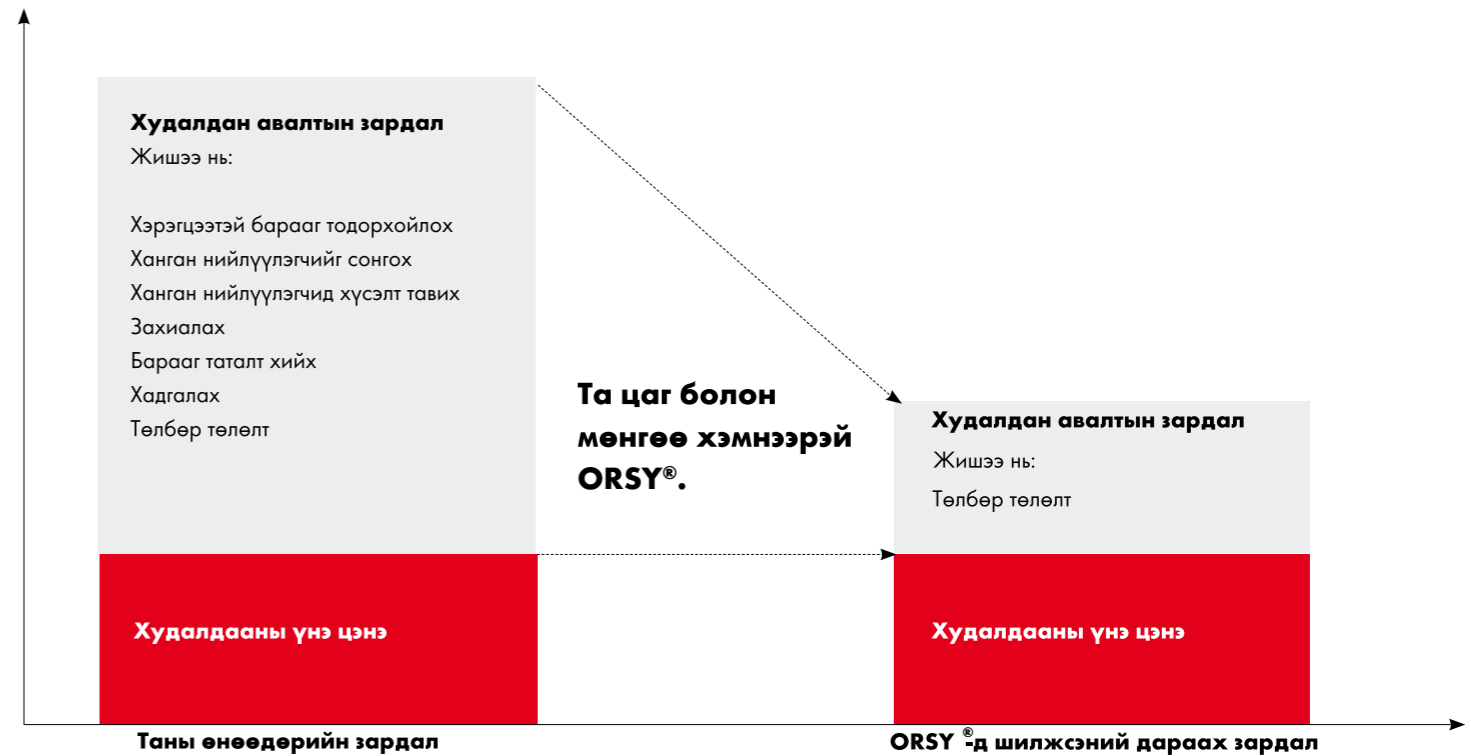 Худалдан авалтын зардал
Жишээ нь:
Хэрэгцээтэй барааг тодорхойлох
Ханган нийлүүлэгчийг сонгох
Ханган нийлүүлэгчид хүсэлт тавих
Захиалах
Барааг таталт хийх
Хадгалах
Төлбөр төлөлт
Худалдааны үнэ цэнэ
Та цаг болон
мөнгөө хэмнээрэй
ORSY®.
Худалдан авалтын зардал
Жишээ нь:
Төлбөр төлөлт
Худалдааны үнэ цэнэ
Таны өнөөдөрийн зардал
ORSY ®-д шилжсэний дараах зардал